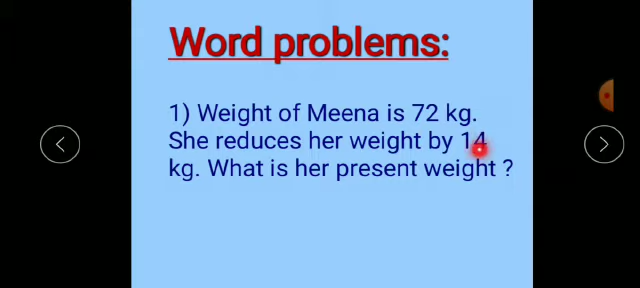 Word problems:
1) Weight of Meena is 72 kg.
She reduces her weight by 14
kg. What is her present weight ?